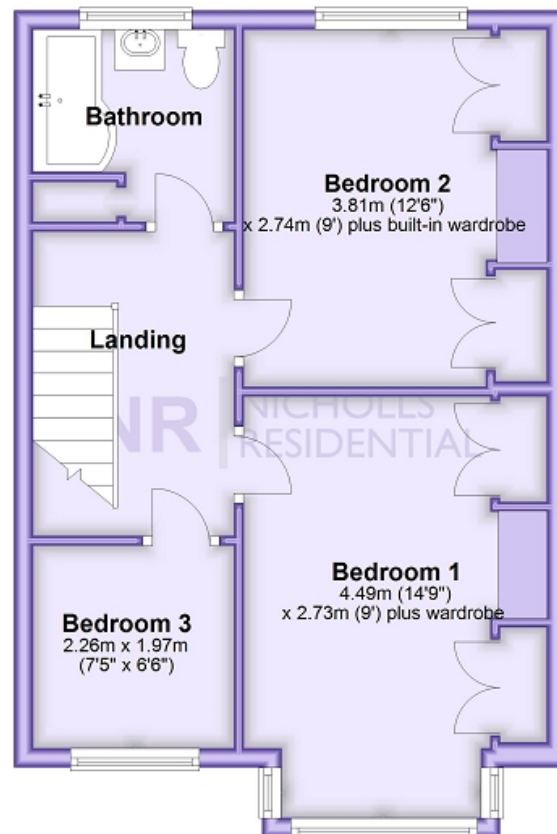 Bathroom
Bedroom 2
3.81m (12'6")
x 2.74m (9') plus built-in wardrobe
Landing
NR NICHOLLS
RESIDENTIAL
Bedroom 1
4.49m (14'9")
x 2.73m (9') plus wardrobe
Bedroom 3
2.26m x 1.97m
(7'5" x 6'6")